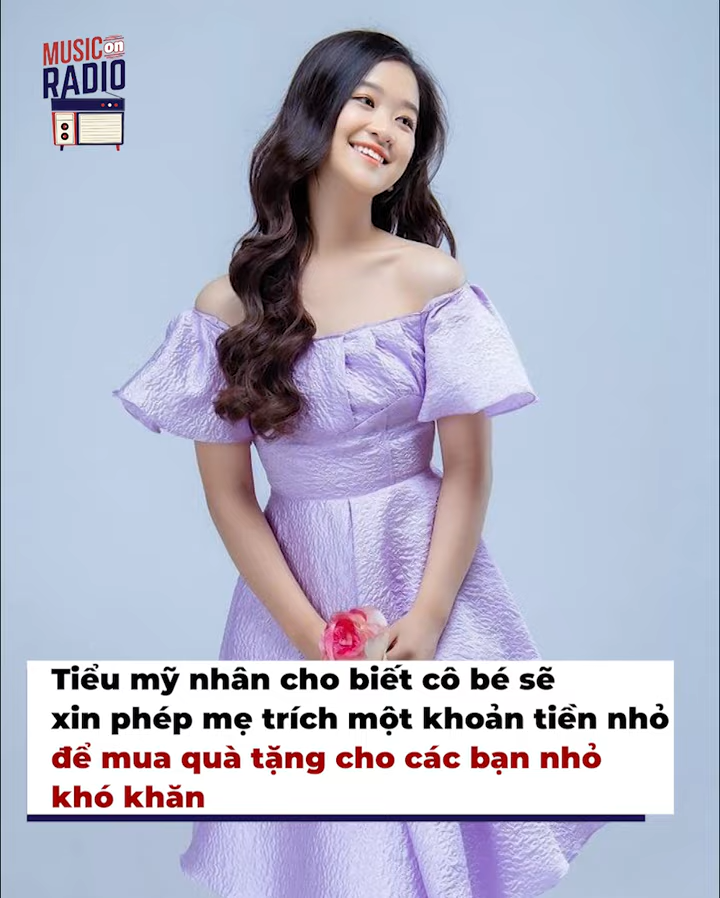 MUSIC on
RADIO
Tiểu mỹ nhân cho biết cô bé sẽ
xin phép mẹ trích một khoản tiền nhỏ
để mua quà tặng cho các bạn nhỏ
khó khăn